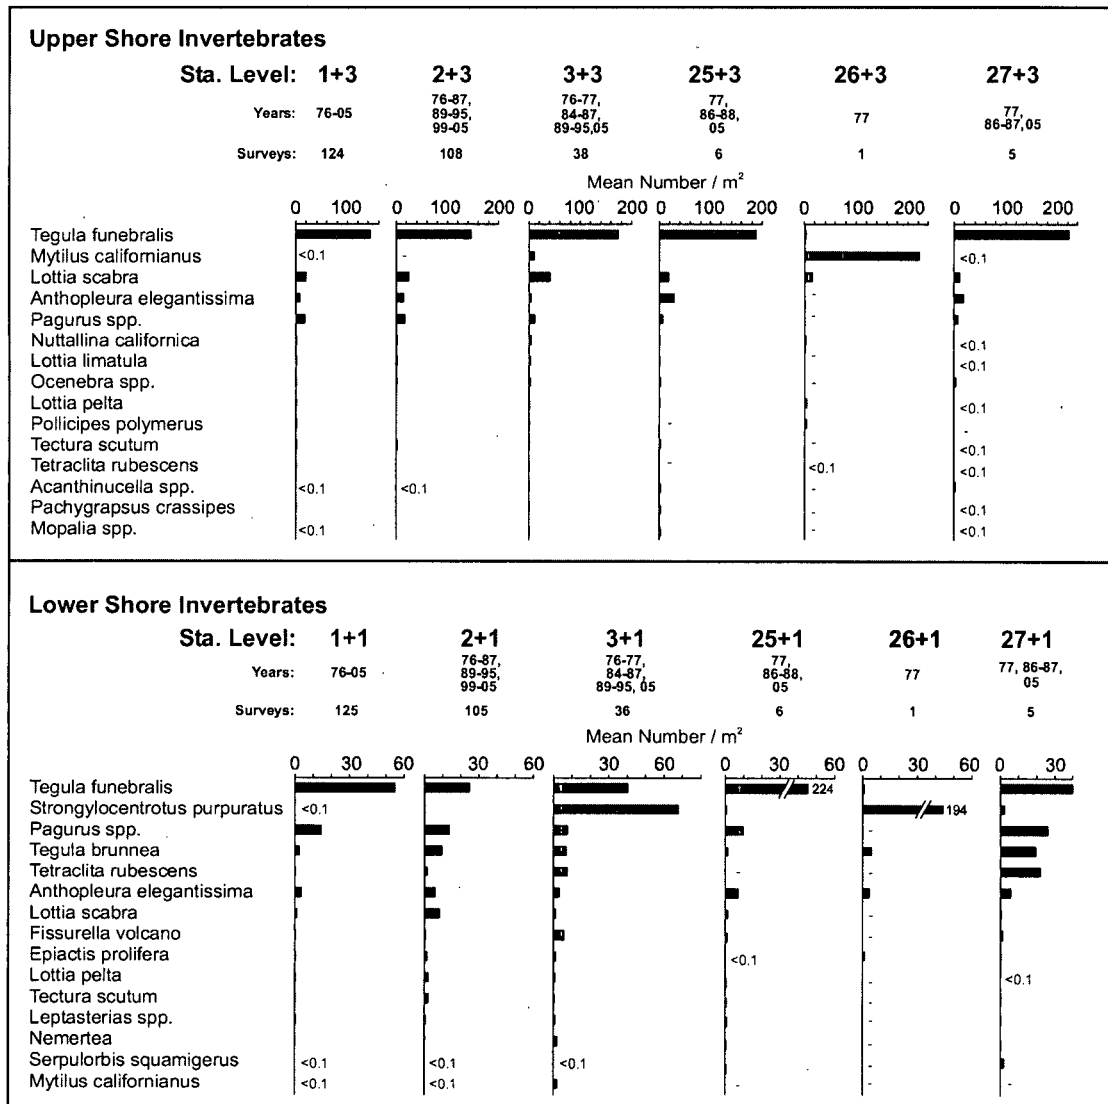 Upper Shore Invertebrates
Sta. Level: 1+3 2+3 3+3 25+3 26+3 27+3
Years: 76-05 76-87, 89-95, 99-05 76-77, 84-87, 89-95,05 77, 86-88, 05 77 77, 86-87,05
Surveys: 124 108 38 6 1 5
Mean Number / m²
0 100 0 100 200 0 100 200 0 100 200 0 100 200 0 100 200
Tegula funebralis
Mytilus californianus <0.1 - <0.1
Lottia scabra
Anthopleura elegantissima -
Pagurus spp. -
Nuttallina californica <0.1
Lottia limatula <0.1
Ocenebra spp. -
Lottia pelta <0.1
Pollicipes polymerus - -
Tectura scutum - <0.1
Tetraclita rubescens - <0.1 <0.1
Acanthinucella spp. <0.1 <0.1 -
Pachygrapsus crassipes - <0.1
Mopalia spp. <0.1 - <0.1
Lower Shore Invertebrates
Sta. Level: 1+1 2+1 3+1 25+1 26+1 27+1
Years: 76-05 76-87, 89-95, 99-05 76-77, 84-87, 89-95, 05 77, 86-88, 05 77 77, 86-87, 05
Surveys: 125 105 36 6 1 5
Mean Number / m²
0 30 60 0 30 60 0 30 60 0 30 60 0 30 60 0 30
Tegula funebralis 224
Strongylocentrotus purpuratus <0.1 194
Pagurus spp. -
Tegula brunnea
Tetraclita rubescens -
Anthopleura elegantissima
Lottia scabra -
Fissurella volcano -
Epiactis prolifera <0.1
Lottia pelta - <0.1
Tectura scutum -
Leptasterias spp. -
Nemertea -
Serpulorbis squamigerus <0.1 <0.1 <0.1 -
Mytilus californianus <0.1 <0.1 - - -